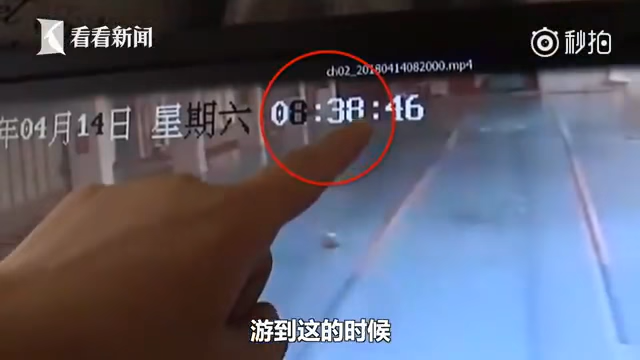 看看新闻
秒拍
ch02_20180414082000.mp4
年04月14日 星期六 08:38:46
游到这的时候